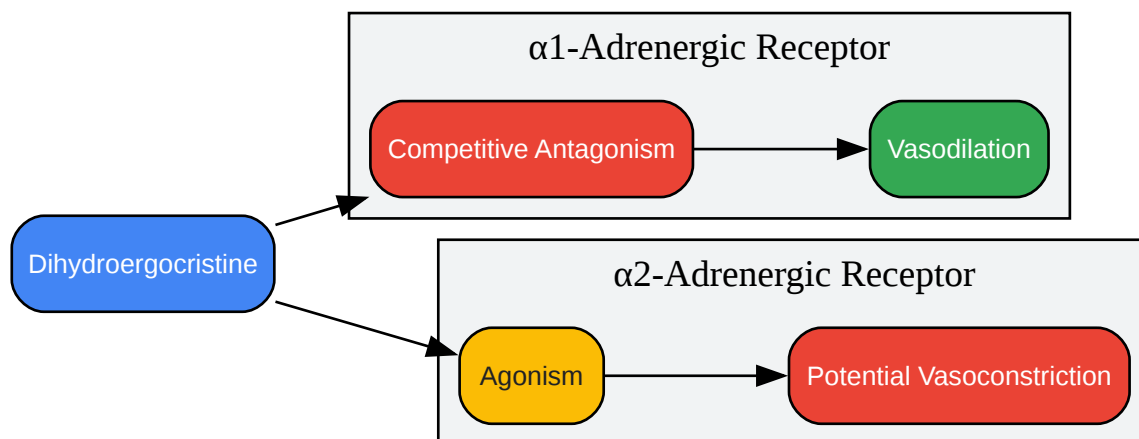 α1-Adrenergic Receptor
Competitive Antagonism
Vasodilation
Dihydroergocristine
α2-Adrenergic Receptor
Agonism
Potential Vasoconstriction